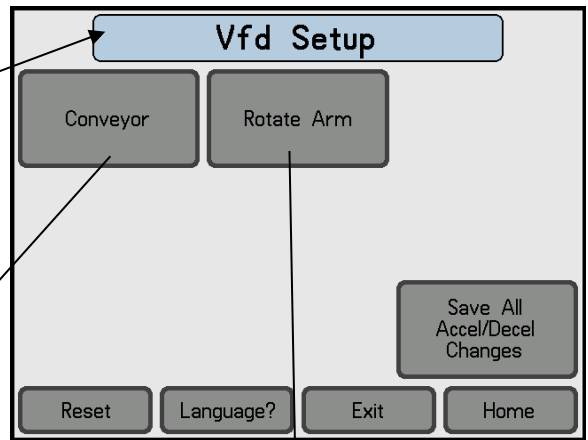 Vfd Setup
Conveyor
Rotate Arm
Save All
Accel/Decel
Changes
Reset
Language?
Exit
Home